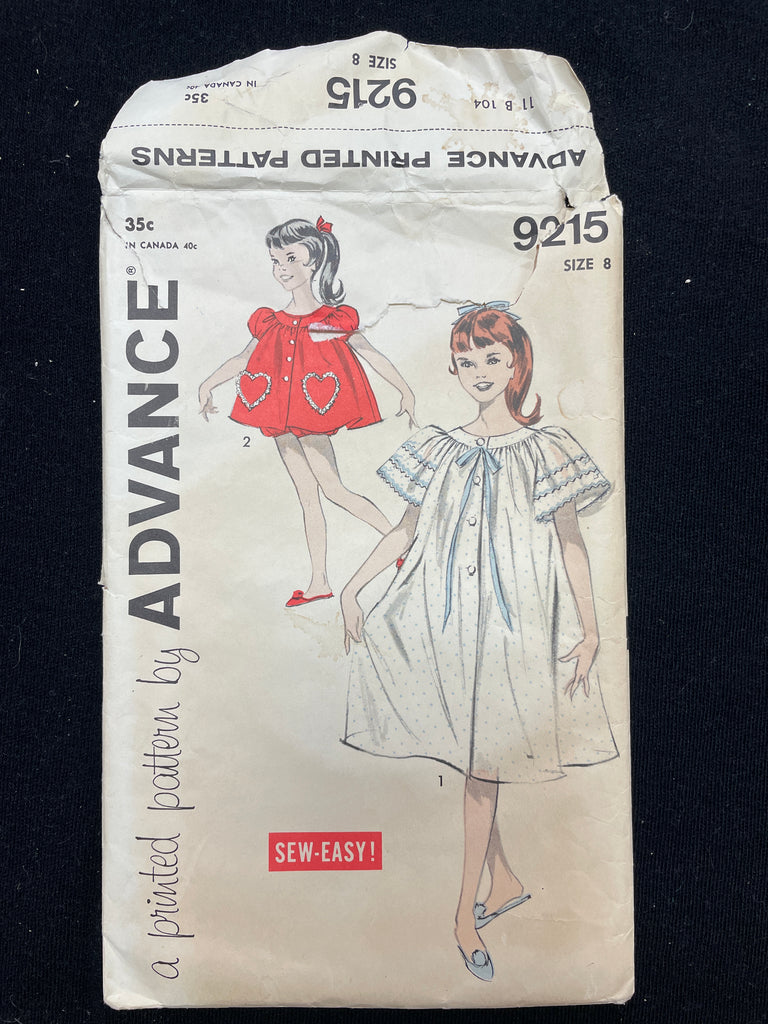 SIZE 8
9215
11 B 104
35c
IN CANADA 40c
ADVANCE PRINTED PATTERNS
35c
IN CANADA 40c
9215
SIZE 8
a printed pattern by ADVANCE®
2
1
SEW-EASY!